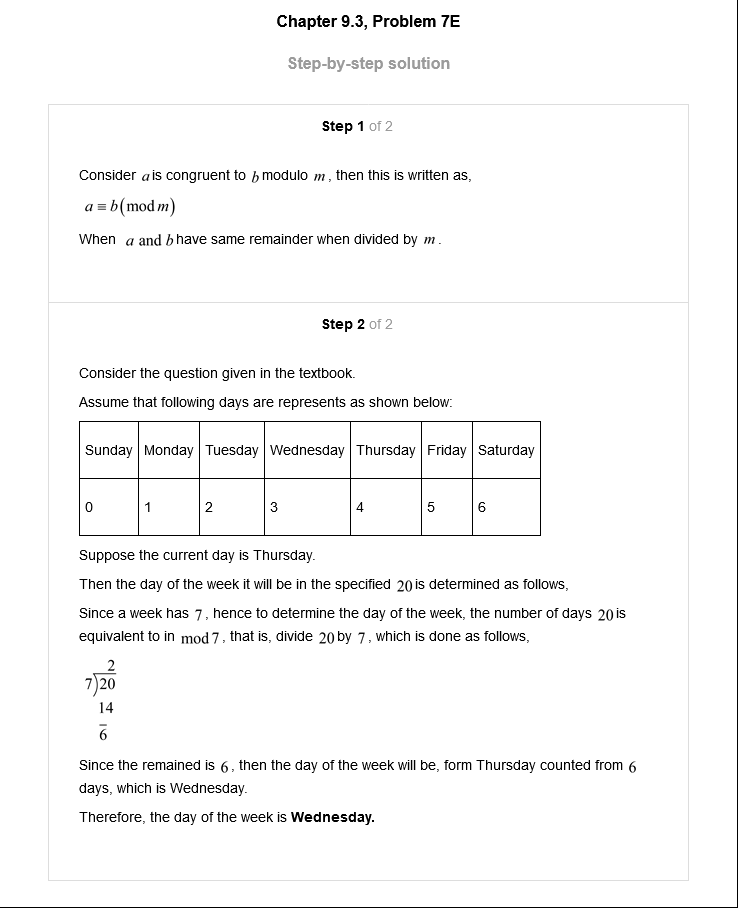 Chapter 9.3, Problem 7E
Step-by-step solution
Step 1 of 2
Consider a is congruent to b modulo m, then this is written as,
a ≡ b(mod m)
When a and b have same remainder when divided by m.
Step 2 of 2
Consider the question given in the textbook.
Assume that following days are represents as shown below:
Sunday Monday Tuesday Wednesday Thursday Friday Saturday
0 1 2 3 4 5 6
Suppose the current day is Thursday.
Then the day of the week it will be in the specified 20 is determined as follows,
Since a week has 7, hence to determine the day of the week, the number of days 20 is
equivalent to in mod 7, that is, divide 20 by 7, which is done as follows,
2
7)20
14
6
Since the remained is 6, then the day of the week will be, form Thursday counted from 6
days, which is Wednesday.
Therefore, the day of the week is Wednesday.